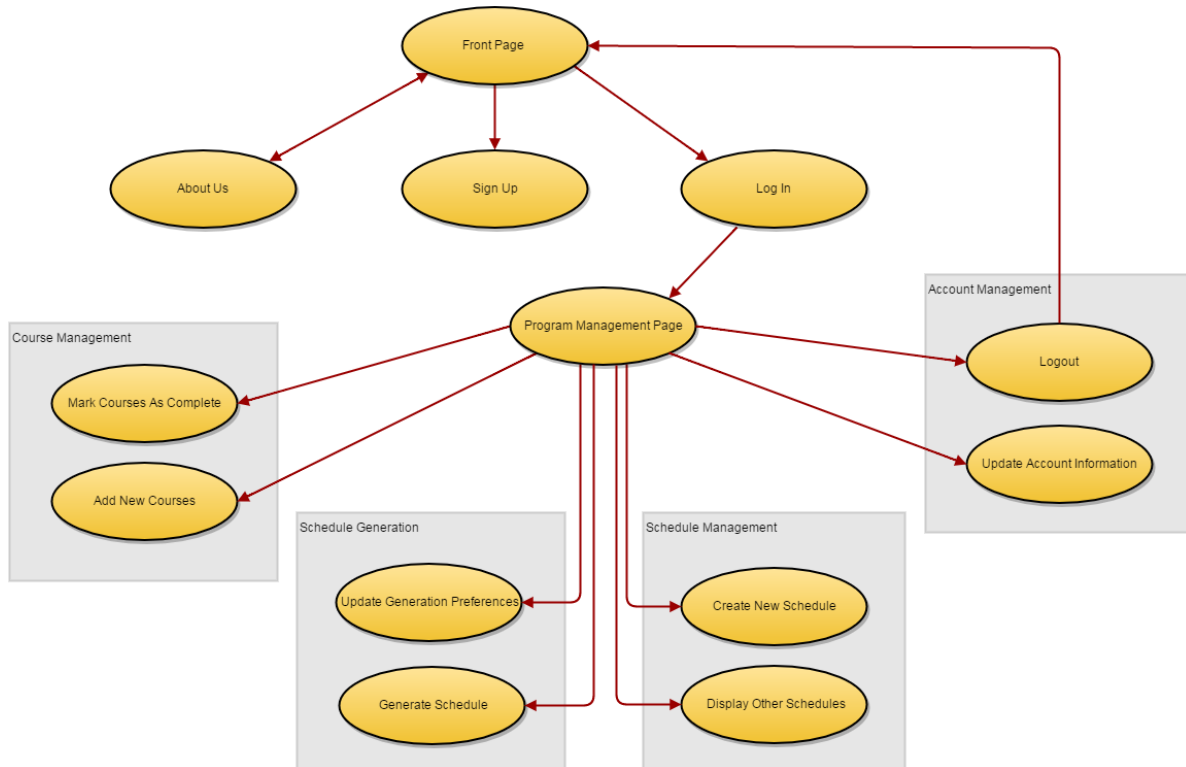 Front Page
About Us
Sign Up
Log In
Account Management
Program Management Page
Course Management
Logout
Mark Courses As Complete
Update Account Information
Add New Courses
Schedule Generation
Schedule Management
Update Generation Preferences
Create New Schedule
Generate Schedule
Display Other Schedules